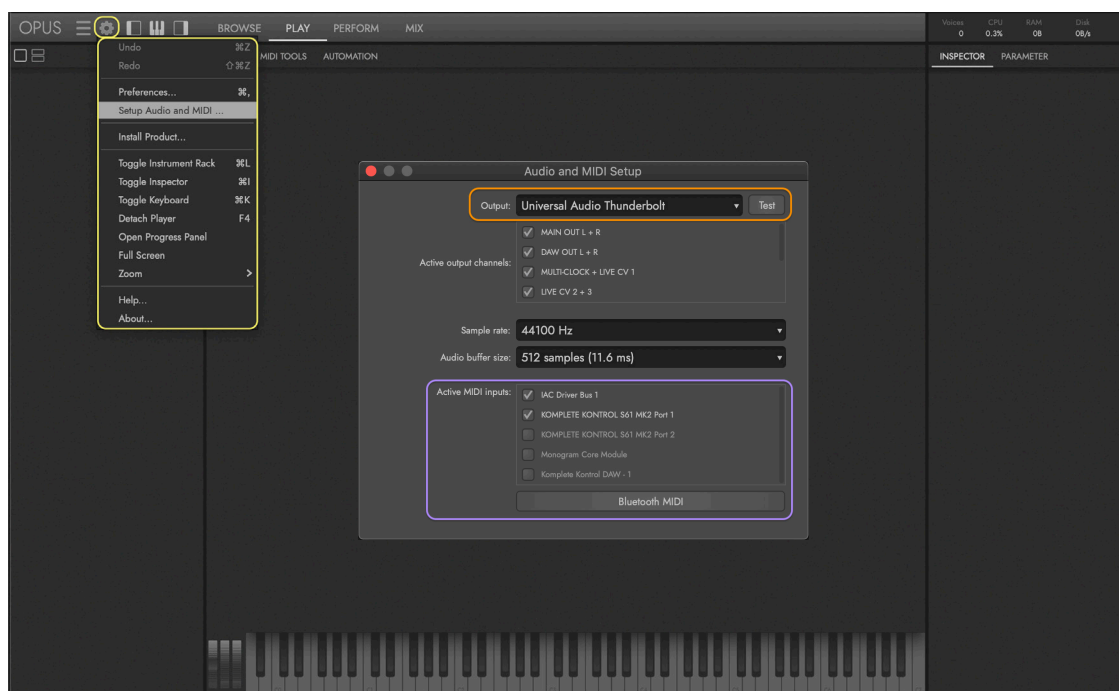 OPUS BROWSE PLAY PERFORM MIX
Voices CPU RAM Disk
0 0.3% 0B 0B/s
MIDI TOOLS AUTOMATION
INSPECTOR PARAMETER
Undo ⌘Z
Redo ⇧⌘Z
Preferences... ⌘,
Setup Audio and MIDI ...
Install Product...
Toggle Instrument Rack ⌘L
Toggle Inspector ⌘I
Toggle Keyboard ⌘K
Detach Player F4
Open Progress Panel
Full Screen
Zoom >
Help...
About...
Audio and MIDI Setup
Output: Universal Audio Thunderbolt Test
Active output channels:
MAIN OUT L + R
DAW OUT L + R
MULTI-CLOCK + LIVE CV 1
LIVE CV 2 + 3
Sample rate: 44100 Hz
Audio buffer size: 512 samples (11.6 ms)
Active MIDI inputs:
IAC Driver Bus 1
KOMPLETE KONTROL S61 MK2 Port 1
KOMPLETE KONTROL S61 MK2 Port 2
Monogram Core Module
Komplete Kontrol DAW - 1
Bluetooth MIDI